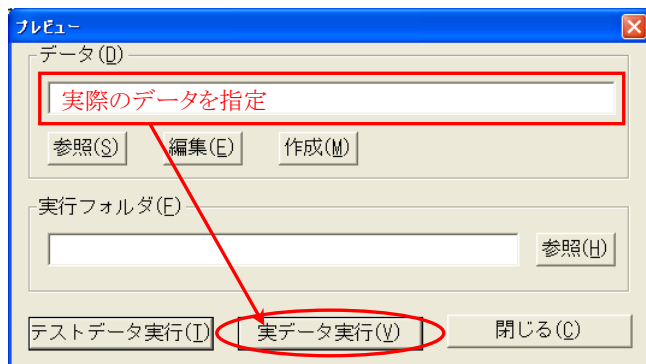 プレビュー
データ(D)
実際のデータを指定
参照(S) 編集(E) 作成(M)
実行フォルダ(F)
参照(H)
テストデータ実行(T) 実データ実行(V) 閉じる(C)